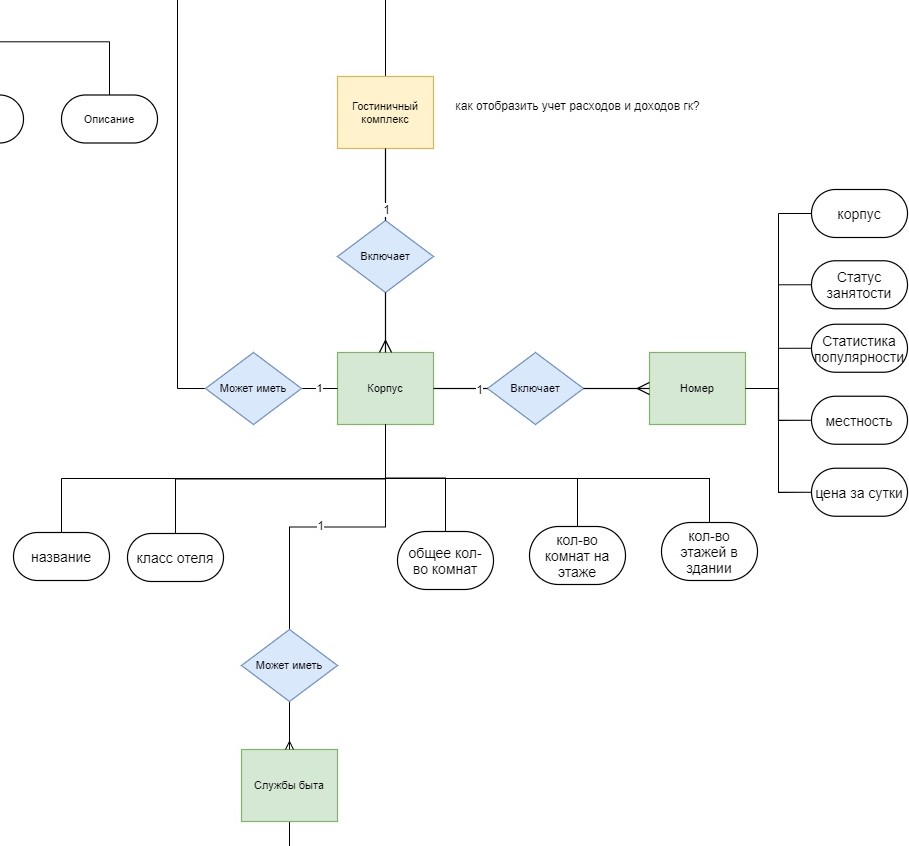 Гостиничный
комплекс
как отобразить учет расходов и доходов гк?
Описание
1
Включает
корпус
Статус
занятости
Статистика
популярности
Может иметь
1
Корпус
1
Включает
Номер
местность
цена за сутки
1
название
класс отеля
общее кол-
во комнат
кол-во
комнат на
этаже
кол-во
этажей в
здании
Может иметь
Службы быта